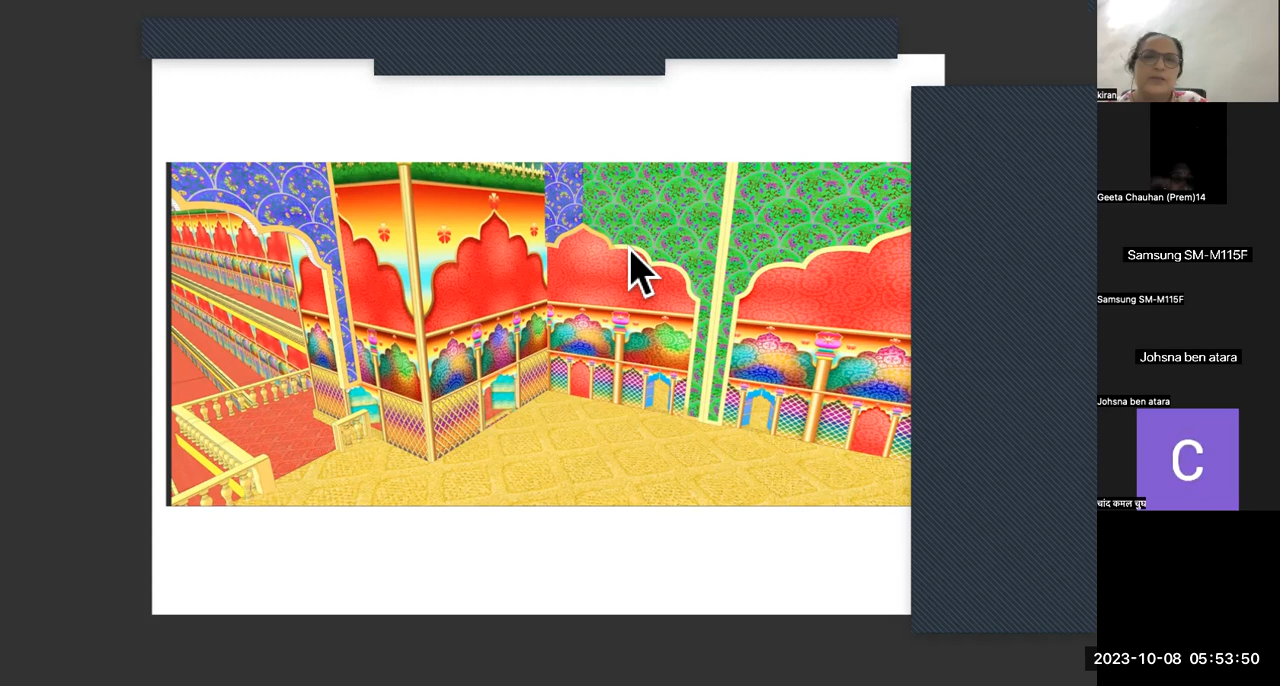 kiran
Geeta Chauhan (Prem)14
Samsung SM-M115F
Samsung SM-M115F
Johsna ben atara
Johsna ben atara
C
चांद कमल चुघ
2023-10-08 05:53:50